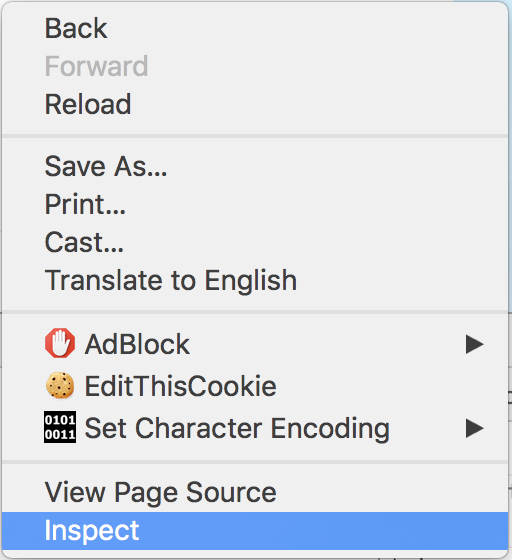 Back
Forward
Reload
Save As...
Print...
Cast...
Translate to English
AdBlock
EditThisCookie
0101
0011
Set Character Encoding
View Page Source
Inspect